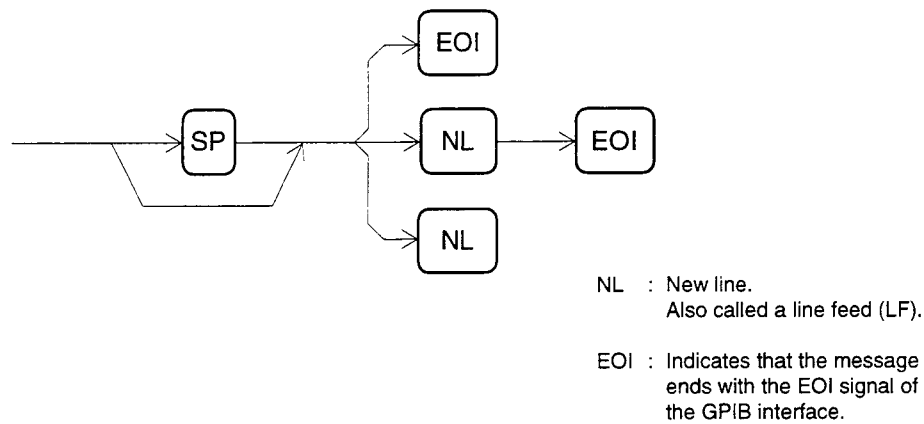 EOI
SP
NL
EOI
NL
NL : New line.
Also called a line feed (LF).
EOI : Indicates that the message
ends with the EOI signal of
the GPIB interface.